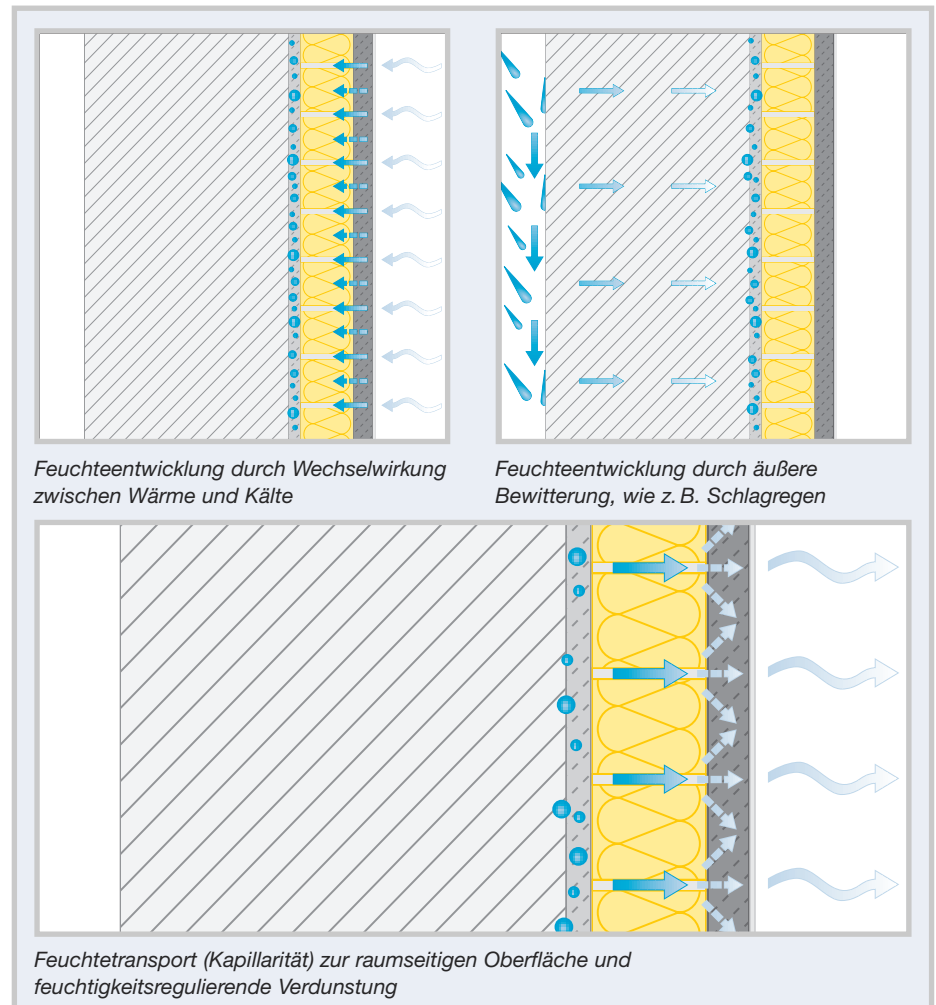 Feuchteentwicklung durch Wechselwirkung
zwischen Wärme und Kälte
Feuchteentwicklung durch äußere
Bewitterung, wie z. B. Schlagregen
Feuchtetransport (Kapillarität) zur raumseitigen Oberfläche und
feuchtigkeitsregulierende Verdunstung